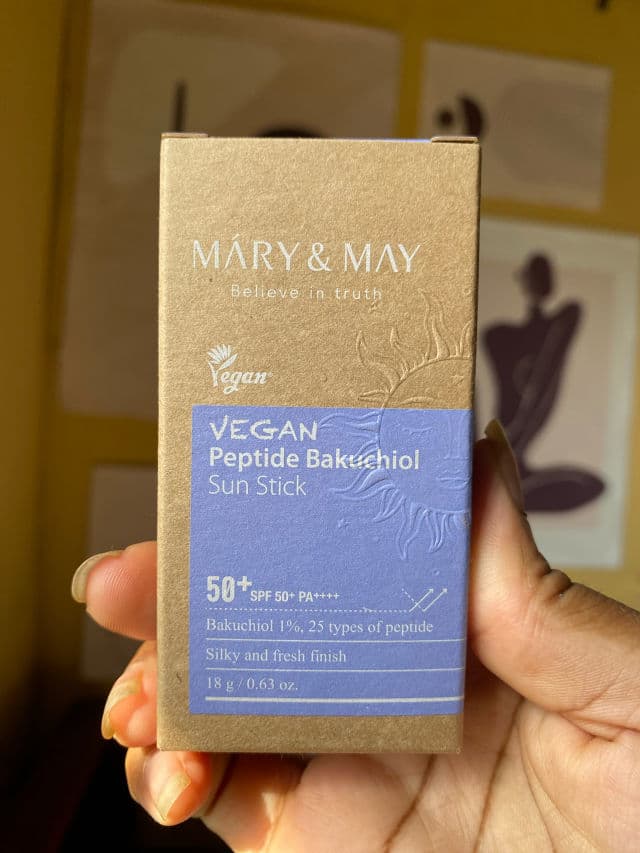 MÁRY & MAY
Believe in truth
Vegan
VEGAN
Peptide Bakuchiol
Sun Stick
50+ SPF 50+ PA++++
Bakuchiol 1%, 25 types of peptide
Silky and fresh finish
18 g / 0.63 oz.